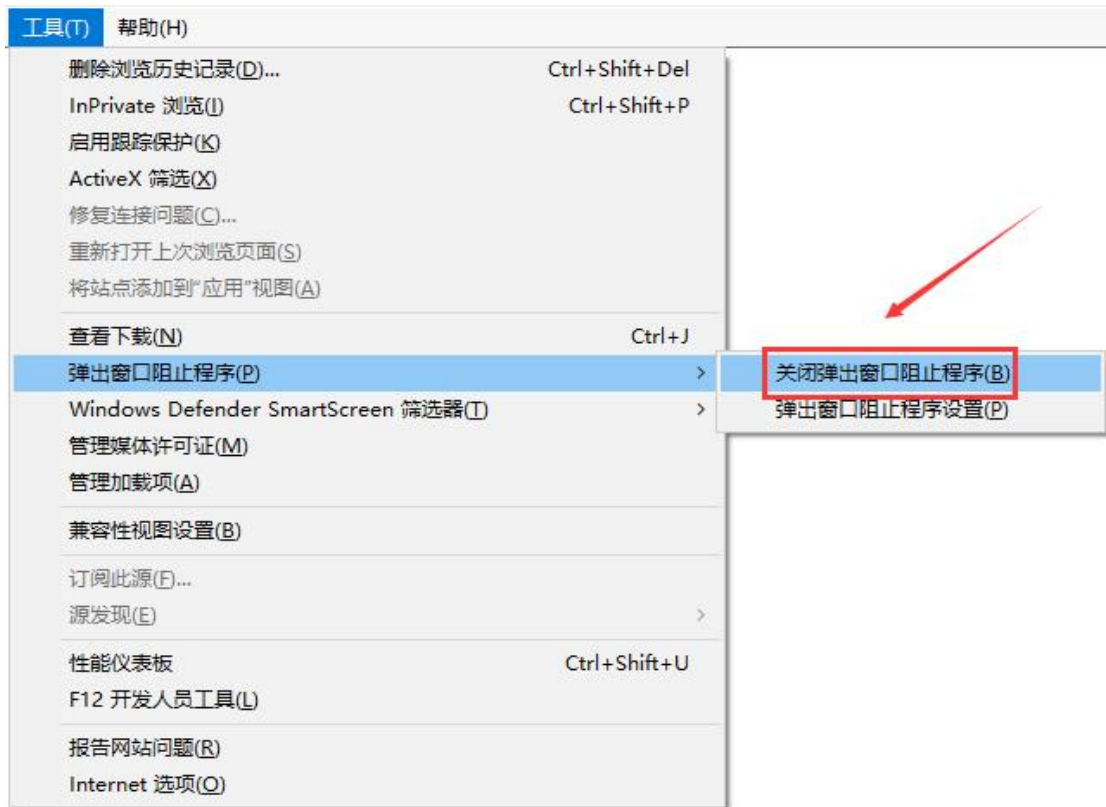 工具(T) 帮助(H)
删除浏览历史记录(D)... Ctrl+Shift+Del
InPrivate 浏览(I) Ctrl+Shift+P
启用跟踪保护(K)
ActiveX 筛选(X)
修复连接问题(C)...
重新打开上次浏览页面(S)
将站点添加到“应用”视图(A)
查看下载(N) Ctrl+J
弹出窗口阻止程序(P) >
关闭弹出窗口阻止程序(B)
Windows Defender SmartScreen 筛选器(T) >
弹出窗口阻止程序设置(P)
管理媒体许可证(M)
管理加载项(A)
兼容性视图设置(B)
订阅此源(F)...
源发现(E) >
性能仪表板 Ctrl+Shift+U
F12 开发人员工具(L)
报告网站问题(R)
Internet 选项(O)